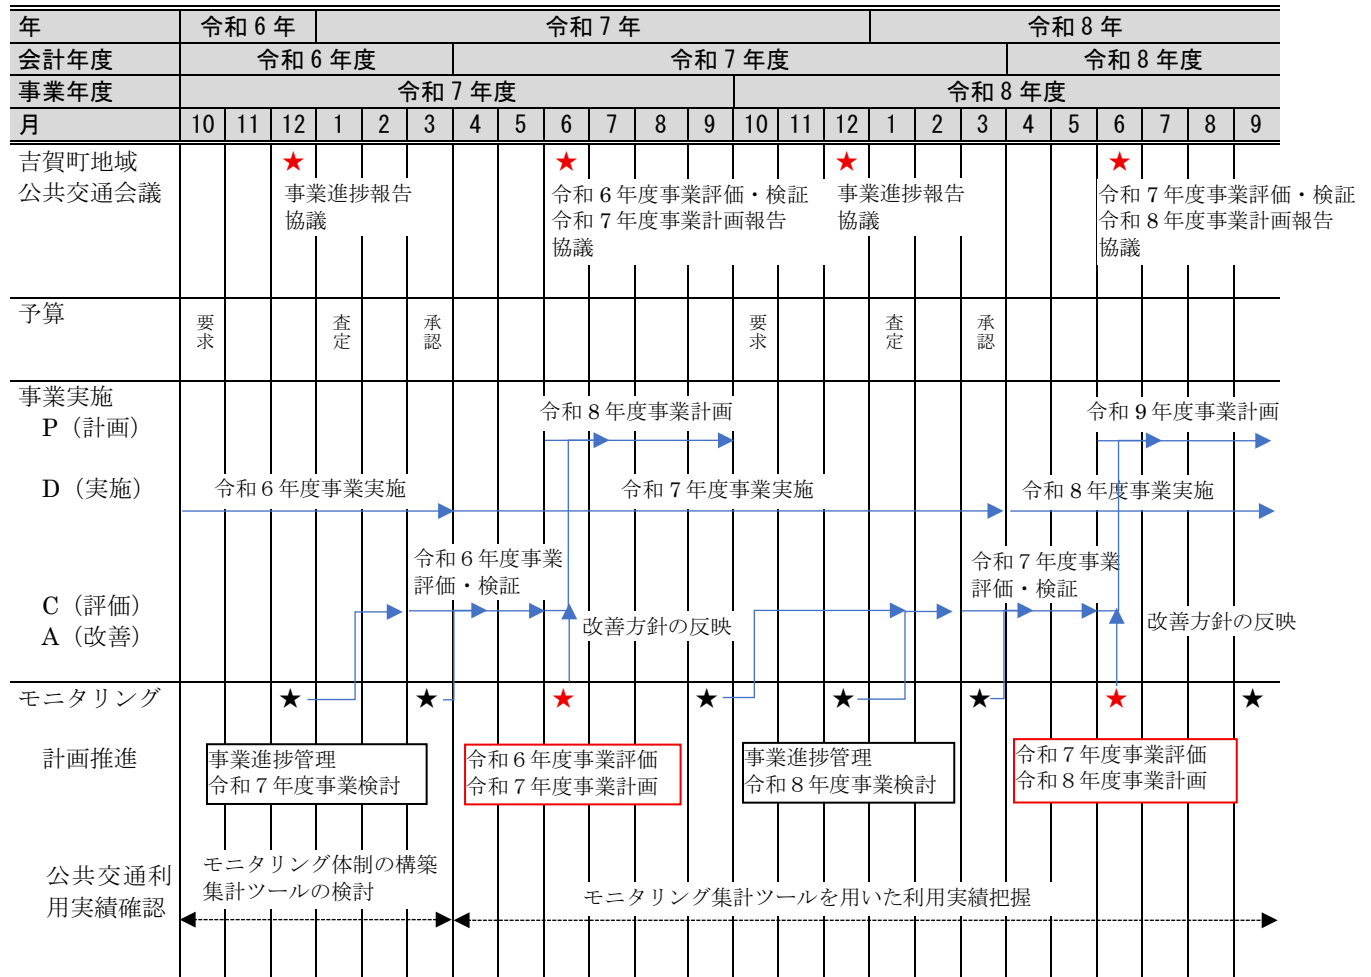 年 令和６年 令和７年 令和８年
会計年度 令和６年度 令和７年度 令和８年度
事業年度 令和７年度 令和８年度
月 10 11 12 1 2 3 4 5 6 7 8 9 10 11 12 1 2 3 4 5 6 7 8 9
吉賀町地域
公共交通会議
★ ★ ★ ★
事業進捗報告
協議
令和６年度事業評価・検証
令和７年度事業計画報告
協議
事業進捗報告
協議
令和７年度事業評価・検証
令和８年度事業計画報告
協議
予算
要求
査定
承認
要求
査定
承認
事業実施
P（計画）
令和８年度事業計画
令和９年度事業計画
D（実施）
令和６年度事業実施
令和７年度事業実施
令和８年度事業実施
令和６年度事業
評価・検証
令和７年度事業
評価・検証
C（評価）
A（改善）
改善方針の反映
改善方針の反映
モニタリング
★ ★ ★ ★ ★ ★ ★ ★
計画推進
事業進捗管理
令和７年度事業検討
令和６年度事業評価
令和７年度事業計画
事業進捗管理
令和８年度事業検討
令和７年度事業評価
令和８年度事業計画
公共交通利
用実績確認
モニタリング体制の構築
集計ツールの検討
モニタリング集計ツールを用いた利用実績把握